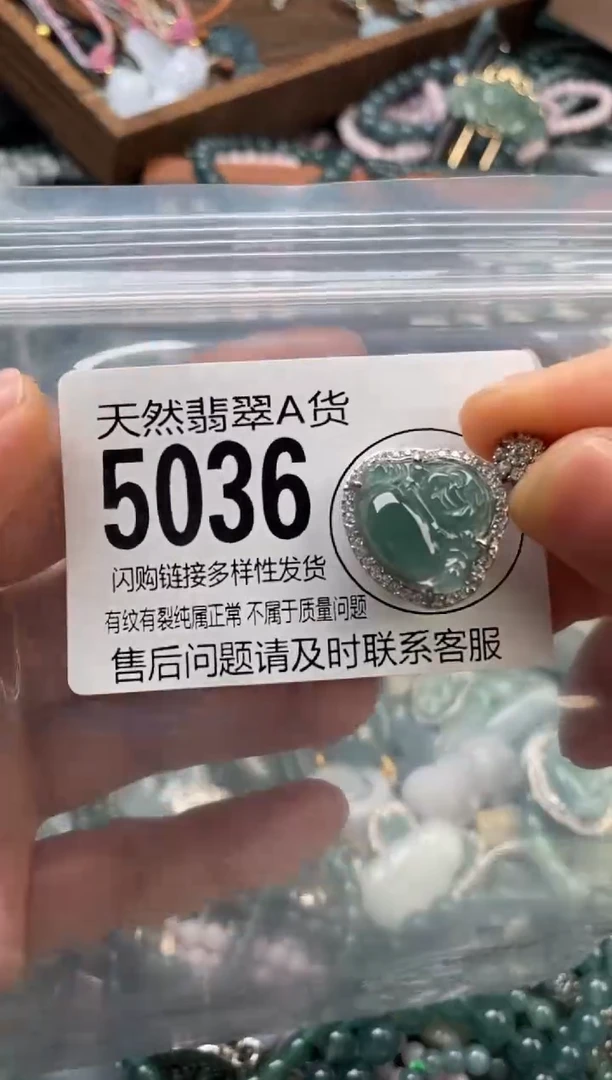 天然翡翠A货
5036
闪购链接多样性发货
有纹有裂纯属正常 不属于质量问题
售后问题请及时联系客服